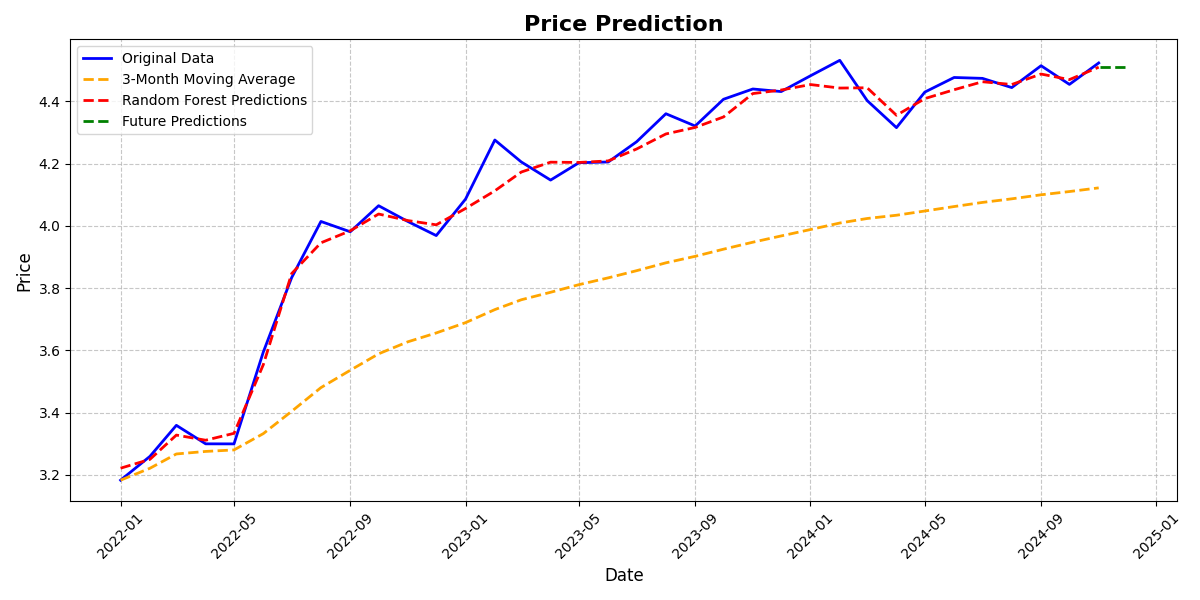 Price Prediction
Original Data
3-Month Moving Average
Random Forest Predictions
Future Predictions
Price
4.4
4.2
4.0
3.8
3.6
3.4
3.2
2022-01
2022-05
2022-09
2023-01
2023-05
2023-09
2024-01
2024-05
2024-09
2025-01
Date